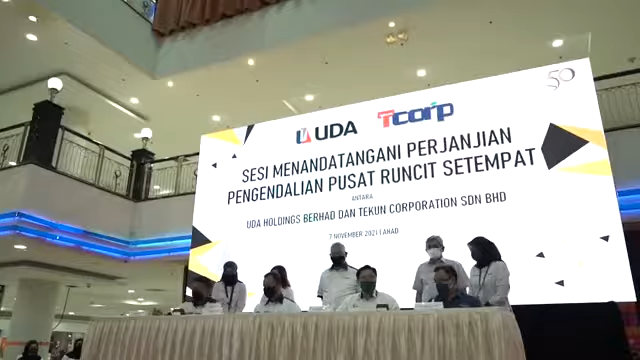 50
UDA Tcorp
SESI MENANDATANGANI PERJANJIAN
PENGENDALIAN PUSAT RUNCIT SETEMPAT
ANTARA
UDA HOLDINGS BERHAD DAN TEKUN CORPORATION SDN BHD
7 NOVEMBER 2021 | AHAD